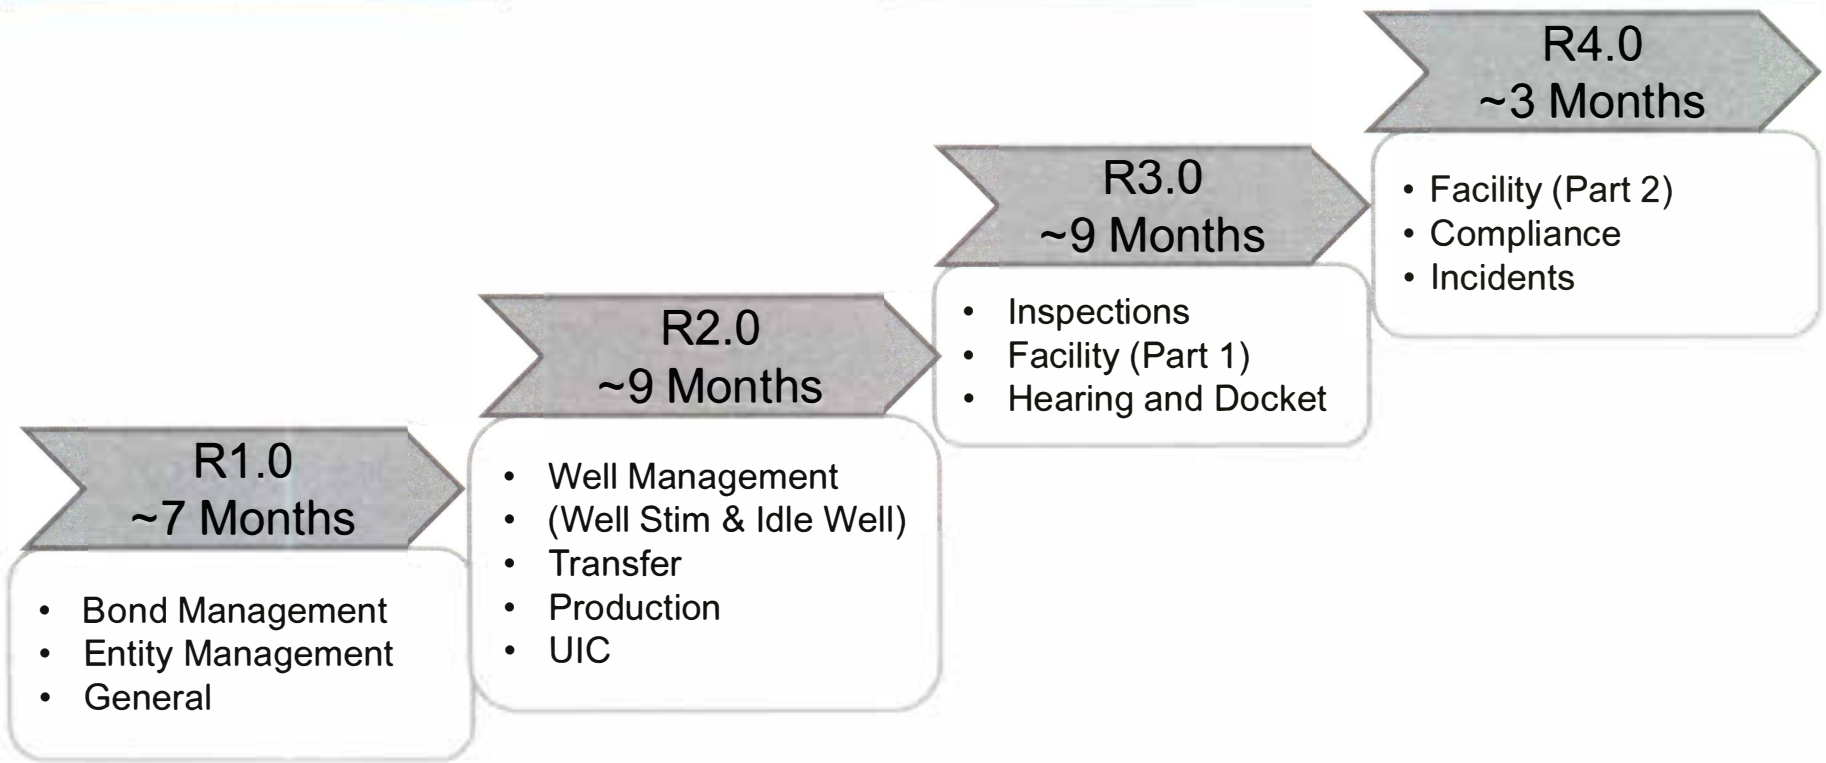 R1.0
~7 Months
• Bond Management
• Entity Management
• General
R2.0
~9 Months
• Well Management
• (Well Stim & Idle Well)
• Transfer
• Production
• UIC
R3.0
~9 Months
• Inspections
• Facility (Part 1)
• Hearing and Docket
R4.0
~3 Months
• Facility (Part 2)
• Compliance
• Incidents